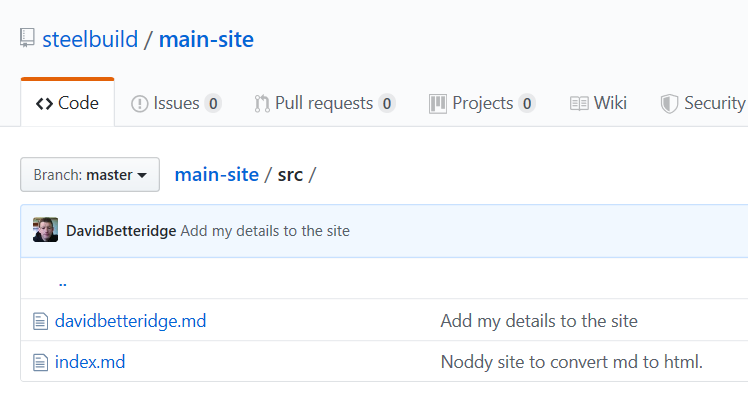 steelbuild / main-site
Code Issues 0 Pull requests 0 Projects 0 Wiki Security
Branch: master main-site / src /
DavidBetteridge Add my details to the site
..
davidbetteridge.md Add my details to the site
index.md Noddy site to convert md to html.